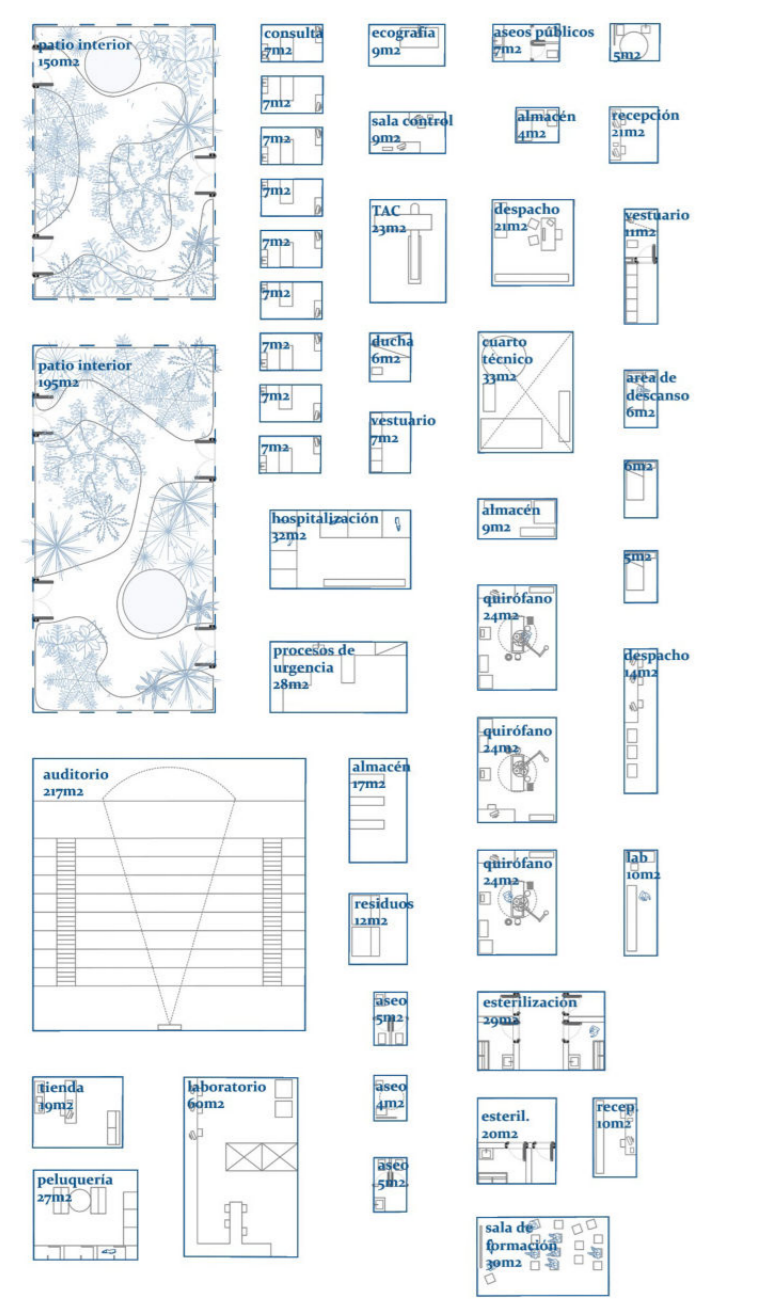 patio interior
150m2
consulta
7m2
7m2
7m2
7m2
7m2
7m2
7m2
7m2
7m2
ecografía
9m2
sala control
9m2
TAC
23m2
ducha
6m2
vestuario
7m2
aseos públicos
7m2
almacén
4m2
despacho
21m2
cuarto
técnico
33m2
5m2
recepción
21m2
vestuario
11m2
area de
descanso
6m2
6m2
5m2
patio interior
195m2
hospitalización
32m2
procesos de
urgencia
28m2
almacén
9m2
quirófano
24m2
quirófano
24m2
quirófano
24m2
despacho
14m2
lab
10m2
auditorio
217m2
almacén
17m2
residuos
12m2
aseo
5m2
aseo
4m2
aseo
5m2
esterilización
29m2
esteril.
20m2
recep.
10m2
sala de
formación
30m2
tienda
19m2
peluquería
27m2
laboratorio
60m2